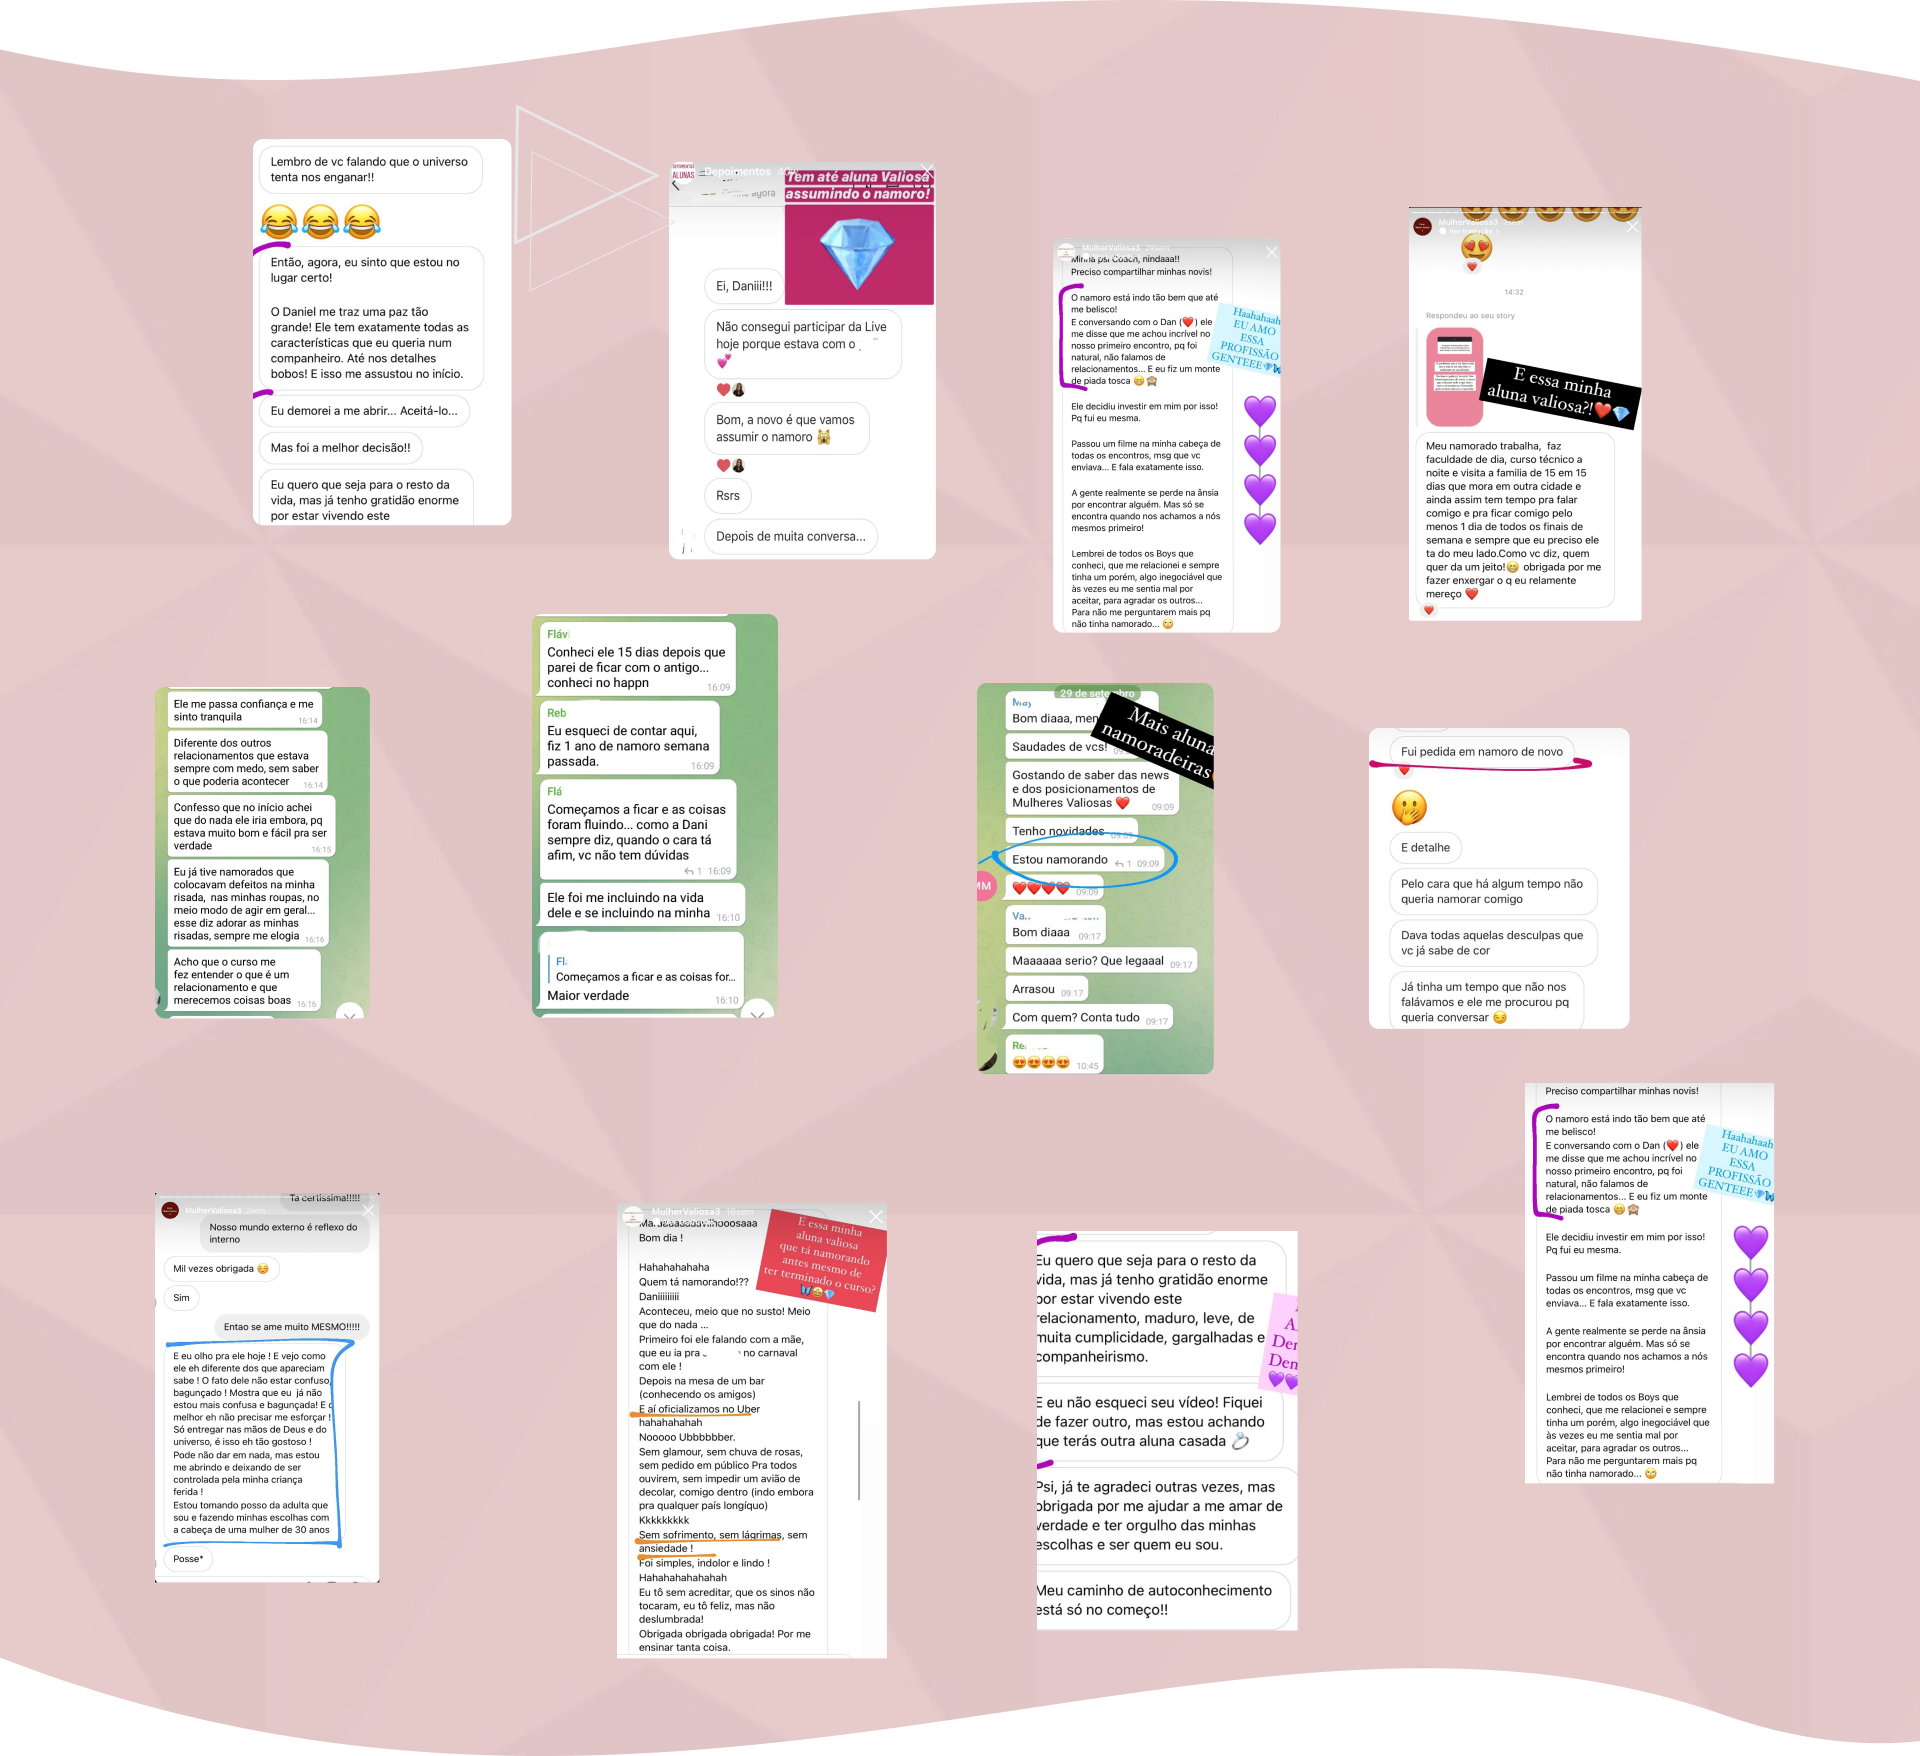 Lembro de vc falando que o universo
tenta nos enganar!!
😂😂😂
Então, agora, eu sinto que estou no
lugar certo!
O Daniel me traz uma paz tão
grande! Ele tem exatamente todas as
características que eu queria num
companheiro. Até nos detalhes
bobos! E isso me assustou no início.
Eu demorei a me abrir... Aceitá-lo...
Mas foi a melhor decisão!!
Eu quero que seja para o resto da
vida, mas já tenho gratidão enorme
por estar vivendo este
DEPOIMENTOS
ALUNAS
Depoimentos
agora
Tem até aluna Valiosa
assumindo o namoro!
Ei, Daniii!!!
Não consegui participar da Live
hoje porque estava com o
💕
Bom, a novo é que vamos
assumir o namoro 🙀
Rsrs
Depois de muita conversa...
MulherValiosa3
Minha psi Coach, nindaaa!!
Preciso compartilhar minhas novis!
O namoro está indo tão bem que até
me belisco!
E conversando com o Dan (❤️) ele
me disse que me achou incrível no
nosso primeiro encontro, pq foi
natural, não falamos de
relacionamentos... E eu fiz um monte
de piada tosca 😁🙈
Haahahaah
EU AMO
ESSA
PROFISSÃO
GENTEEE💎
Ele decidiu investir em mim por isso!
Pq fui eu mesma.
Passou um filme na minha cabeça de
todas os encontros, msg que vc
enviava... E fala exatamente isso.
A gente realmente se perde na ânsia
por encontrar alguém. Mas só se
encontra quando nos achamos a nós
mesmos primeiro!
Lembrei de todos os Boys que
conheci, que me relacionei e sempre
tinha um porém, algo inegociável que
às vezes eu me sentia mal por
aceitar, para agradar os outros...
Para não me perguntarem mais pq
não tinha namorado... 🙄
MulherValiosa3
Ver tradução
14:32
Respondeu ao seu story
E essa minha
aluna valiosa?!❤️💎
Meu namorado trabalha, faz
faculdade de dia, curso técnico a
noite e visita a familia de 15 em 15
dias que mora em outra cidade e
ainda assim tem tempo pra falar
comigo e pra ficar comigo pelo
menos 1 dia de todos os finais de
semana e sempre que eu preciso ele
ta do meu lado.Como vc diz, quem
quer da um jeito!😁 obrigada por me
fazer enxergar o q eu relamente
mereço ❤️
Ele me passa confiança e me
sinto tranquila 16:14
Diferente dos outros
relacionamentos que estava
sempre com medo, sem saber
o que poderia acontecer 16:14
Confesso que no início achei
que do nada ele iria embora, pq
estava muito bom e fácil pra ser
verdade 16:15
Eu já tive namorados que
colocavam defeitos na minha
risada, nas minhas roupas, no
meio modo de agir em geral...
esse diz adorar as minhas
risadas, sempre me elogia 16:16
Acho que o curso me
fez entender o que é um
relacionamento e que
merecemos coisas boas 16:16
Fláv
Conheci ele 15 dias depois que
parei de ficar com o antigo...
conheci no happn 16:09
Reb
Eu esqueci de contar aqui,
fiz 1 ano de namoro semana
passada. 16:09
Flá
Começamos a ficar e as coisas
foram fluindo... como a Dani
sempre diz, quando o cara tá
afim, vc não tem dúvidas
1 16:09
Ele foi me incluindo na vida
dele e se incluindo na minha 16:10
Começamos a ficar e as coisas for...
Maior verdade 16:10
29 de setembro
May
Bom diaaa, men
Mais aluna
namoradeiras
Saudades de vcs!
Gostando de saber das news
e dos posicionamentos de
Mulheres Valiosas ❤️ 09:09
Tenho novidades 09:09
Estou namorando 1 09:09
❤️❤️❤️❤️ 09:09
Bom diaaa 09:17
Maaaaaa serio? Que legaaal 09:17
Arrasou 09:17
Com quem? Conta tudo 09:17
😍😍😍😍 10:45
Fui pedida em namoro de novo
E detalhe
Pelo cara que há algum tempo não
queria namorar comigo
Dava todas aquelas desculpas que
vc já sabe de cor
Já tinha um tempo que não nos
falávamos e ele me procurou pq
queria conversar 😏
Preciso compartilhar minhas novis!
O namoro está indo tão bem que até
me belisco!
E conversando com o Dan (❤️) ele
me disse que me achou incrível no
nosso primeiro encontro, pq foi
natural, não falamos de
relacionamentos... E eu fiz um monte
de piada tosca 😁🙈
Haahahaah
EU AMO
ESSA
PROFISSÃO
GENTEEE💎🦋
Ele decidiu investir em mim por isso!
Pq fui eu mesma.
Passou um filme na minha cabeça de
todas os encontros, msg que vc
enviava... E fala exatamente isso.
A gente realmente se perde na ânsia
por encontrar alguém. Mas só se
encontra quando nos achamos a nós
mesmos primeiro!
Lembrei de todos os Boys que
conheci, que me relacionei e sempre
tinha um porém, algo inegociável que
às vezes eu me sentia mal por
aceitar, para agradar os outros...
Para não me perguntarem mais pq
não tinha namorado... 🙄
Ta certissima!!!!!
MulherValiosa3 2sem
Nosso mundo externo é reflexo do
interno
Mil vezes obrigada ☺️
Sim
Entao se ame muito MESMO!!!!!
E eu olho pra ele hoje ! E vejo como
ele eh diferente dos que apareciam
sabe ! O fato dele não estar confuso,
bagunçado ! Mostra que eu já não
estou mais confusa e bagunçada! E o
melhor eh não precisar me esforçar !
Só entregar nas mãos de Deus e do
universo, é isso eh tão gostoso !
Pode não dar em nada, mas estou
me abrindo e deixando de ser
controlada pela minha criança
ferida !
Estou tomando posso da adulta que
sou e fazendo minhas escolhas com
a cabeça de uma mulher de 30 anos
Posse*
MulherValiosa3 16sem
Bom dia !
E essa minha
aluna valiosa
que tá namorando
antes mesmo de
ter terminado o curso?
🦋🤩💎
Hahahahahaha
Quem tá namorando!??
Daniiiiiiiii
Aconteceu, meio que no susto! Meio
que do nada ...
Primeiro foi ele falando com a mãe,
que eu ia pra no carnaval
com ele !
Depois na mesa de um bar
(conhecendo os amigos)
E aí oficializamos no Uber
hahahahahah
Nooooo Ubbbbbber.
Sem glamour, sem chuva de rosas,
sem pedido em público Pra todos
ouvirem, sem impedir um avião de
decolar, comigo dentro (indo embora
pra qualquer país longíquo)
Kkkkkkkkk
Sem sofrimento, sem lágrimas, sem
ansiedade !
Foi simples, indolor e lindo !
Hahahahahahahah
Eu tô sem acreditar, que os sinos não
tocaram, eu tô feliz, mas não
deslumbrada!
Obrigada obrigada obrigada! Por me
ensinar tanta coisa.
Eu quero que seja para o resto da
vida, mas já tenho gratidão enorme
por estar vivendo este
relacionamento, maduro, leve, de
muita cumplicidade, gargalhadas e
companheirismo.
E eu não esqueci seu vídeo! Fiquei
de fazer outro, mas estou achando
que terás outra aluna casada 💍
Psi, já te agradeci outras vezes, mas
obrigada por me ajudar a me amar de
verdade e ter orgulho das minhas
escolhas e ser quem eu sou.
Meu caminho de autoconhecimento
está só no começo!!